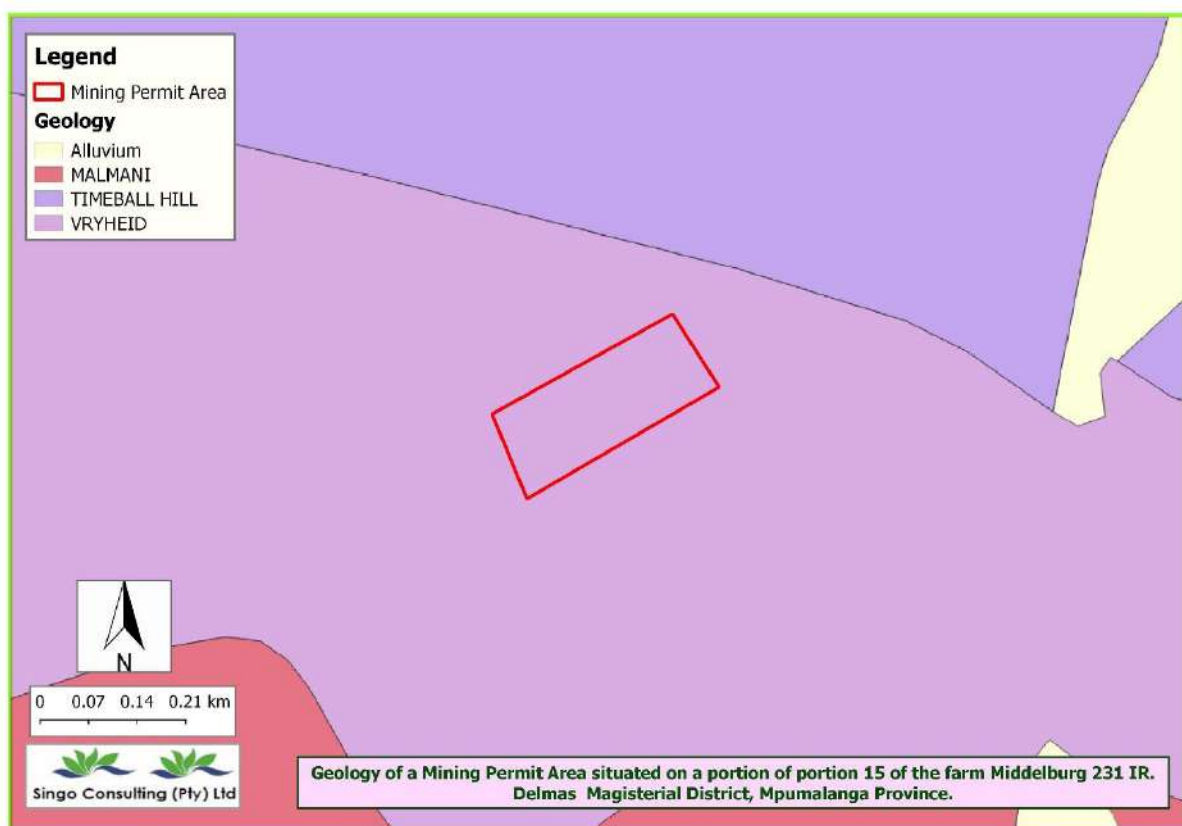 Legend
Mining Permit Area
Geology
Alluvium
MALMANI
TIMEBALL HILL
VRYHEID
N
0 0.07 0.14 0.21 km
Singo Consulting (Pty) Ltd
Geology of a Mining Permit Area situated on a portion of portion 15 of the farm Middelburg 231 IR.
Delmas Magisterial District, Mpumalanga Province.